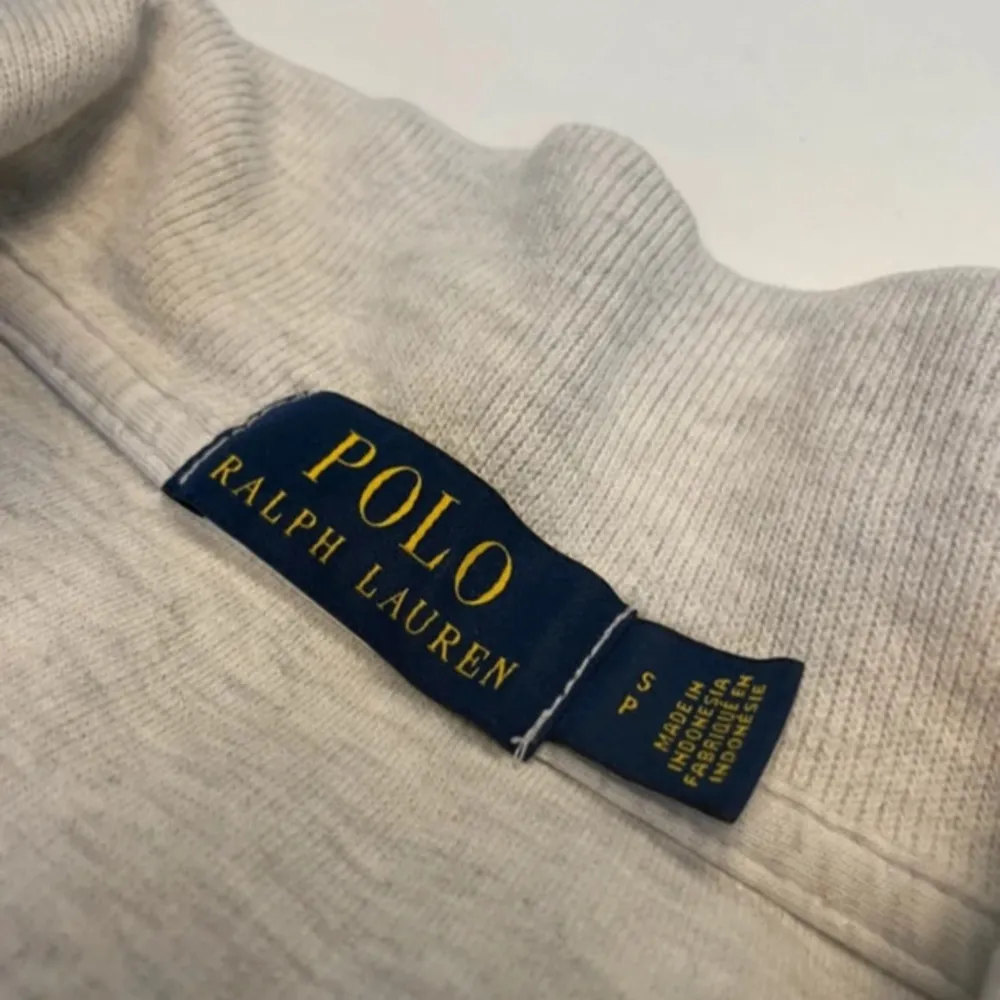 POLO
RALPH LAUREN
S
P
MADE IN
INDONESIA
FABRIQUÉ EN
INDONÉSIE